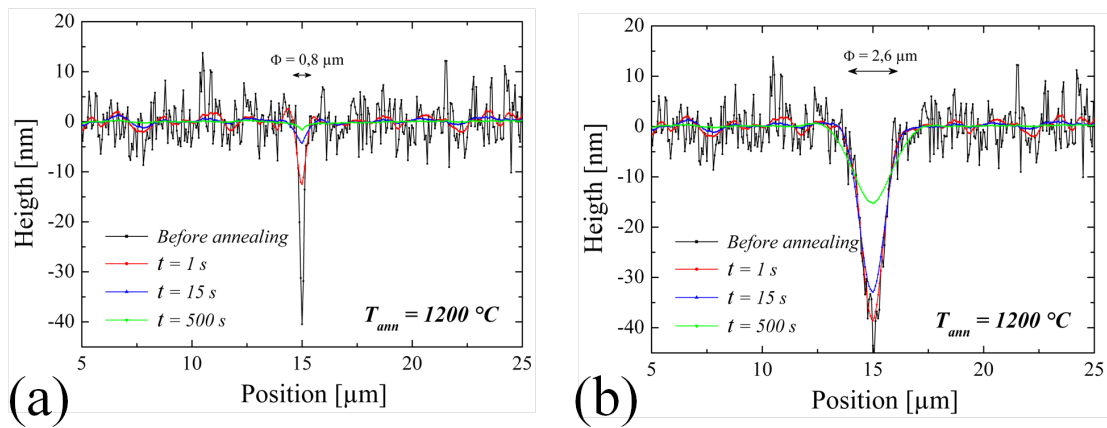 20
10
0
-10
-20
-30
-40
Heigth [nm]
Φ = 0,8 µm
Before annealing
t = 1 s
t = 15 s
t = 500 s
Tann = 1200 °C
5
10
15
20
25
Position [µm]
(a)
20
10
0
-10
-20
-30
-40
Heigth [nm]
Φ = 2,6 µm
Before annealing
t = 1 s
t = 15 s
t = 500 s
Tann = 1200 °C
5
10
15
20
25
Position [µm]
(b)